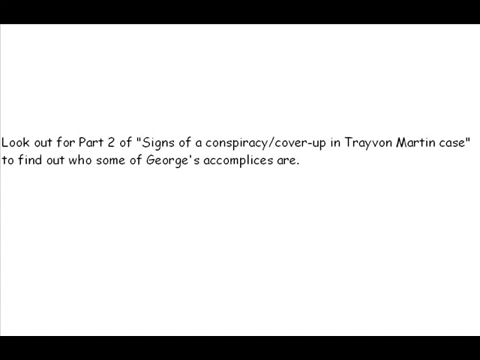 Look out for Part 2 of "Signs of a conspiracy/cover-up in Trayvon Martin case"
to find out who some of George's accomplices are.